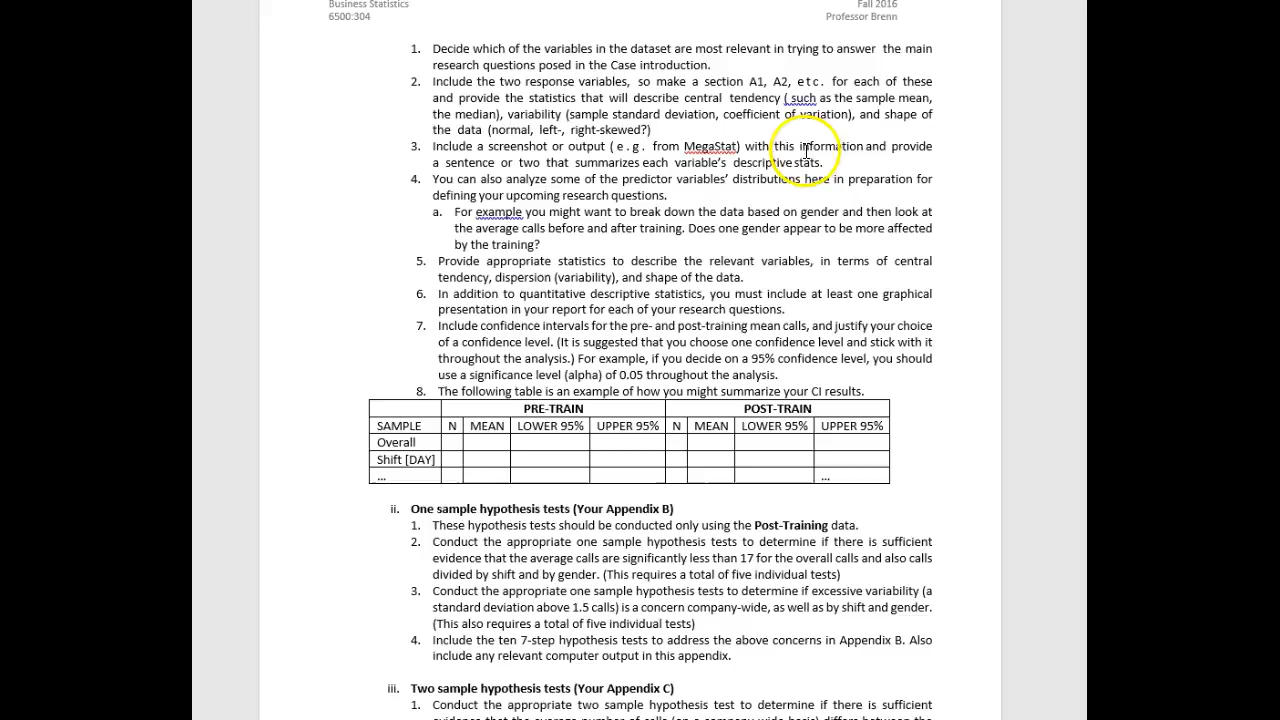 Business Statistics Fall 2016
6500:304 Professor Brenn
1. Decide which of the variables in the dataset are most relevant in trying to answer the main
research questions posed in the Case introduction.
2. Include the two response variables, so make a section A1, A2, etc. for each of these
and provide the statistics that will describe central tendency ( such as the sample mean,
the median), variability (sample standard deviation, coefficient of variation), and shape of
the data (normal, left-, right-skewed?)
3. Include a screenshot or output (e.g. from MegaStat) with this information and provide
a sentence or two that summarizes each variable's descriptive stats.
4. You can also analyze some of the predictor variables' distributions here in preparation for
defining your upcoming research questions.
a. For example you might want to break down the data based on gender and then look at
the average calls before and after training. Does one gender appear to be more affected
by the training?
5. Provide appropriate statistics to describe the relevant variables, in terms of central
tendency, dispersion (variability), and shape of the data.
6. In addition to quantitative descriptive statistics, you must include at least one graphical
presentation in your report for each of your research questions.
7. Include confidence intervals for the pre- and post-training mean calls, and justify your choice
of a confidence level. (It is suggested that you choose one confidence level and stick with it
throughout the analysis.) For example, if you decide on a 95% confidence level, you should
use a significance level (alpha) of 0.05 throughout the analysis.
8. The following table is an example of how you might summarize your CI results.
PRE-TRAIN POST-TRAIN
SAMPLE N MEAN LOWER 95% UPPER 95% N MEAN LOWER 95% UPPER 95%
Overall
Shift [DAY]
... ...
ii. One sample hypothesis tests (Your Appendix B)
1. These hypothesis tests should be conducted only using the Post-Training data.
2. Conduct the appropriate one sample hypothesis tests to determine if there is sufficient
evidence that the average calls are significantly less than 17 for the overall calls and also calls
divided by shift and by gender. (This requires a total of five individual tests)
3. Conduct the appropriate one sample hypothesis tests to determine if excessive variability (a
standard deviation above 1.5 calls) is a concern company-wide, as well as by shift and gender.
(This also requires a total of five individual tests)
4. Include the ten 7-step hypothesis tests to address the above concerns in Appendix B. Also
include any relevant computer output in this appendix.
iii. Two sample hypothesis tests (Your Appendix C)
1. Conduct the appropriate two sample hypothesis test to determine if there is sufficient
evidence that the average number of calls (on a company-wide basis) differs between the